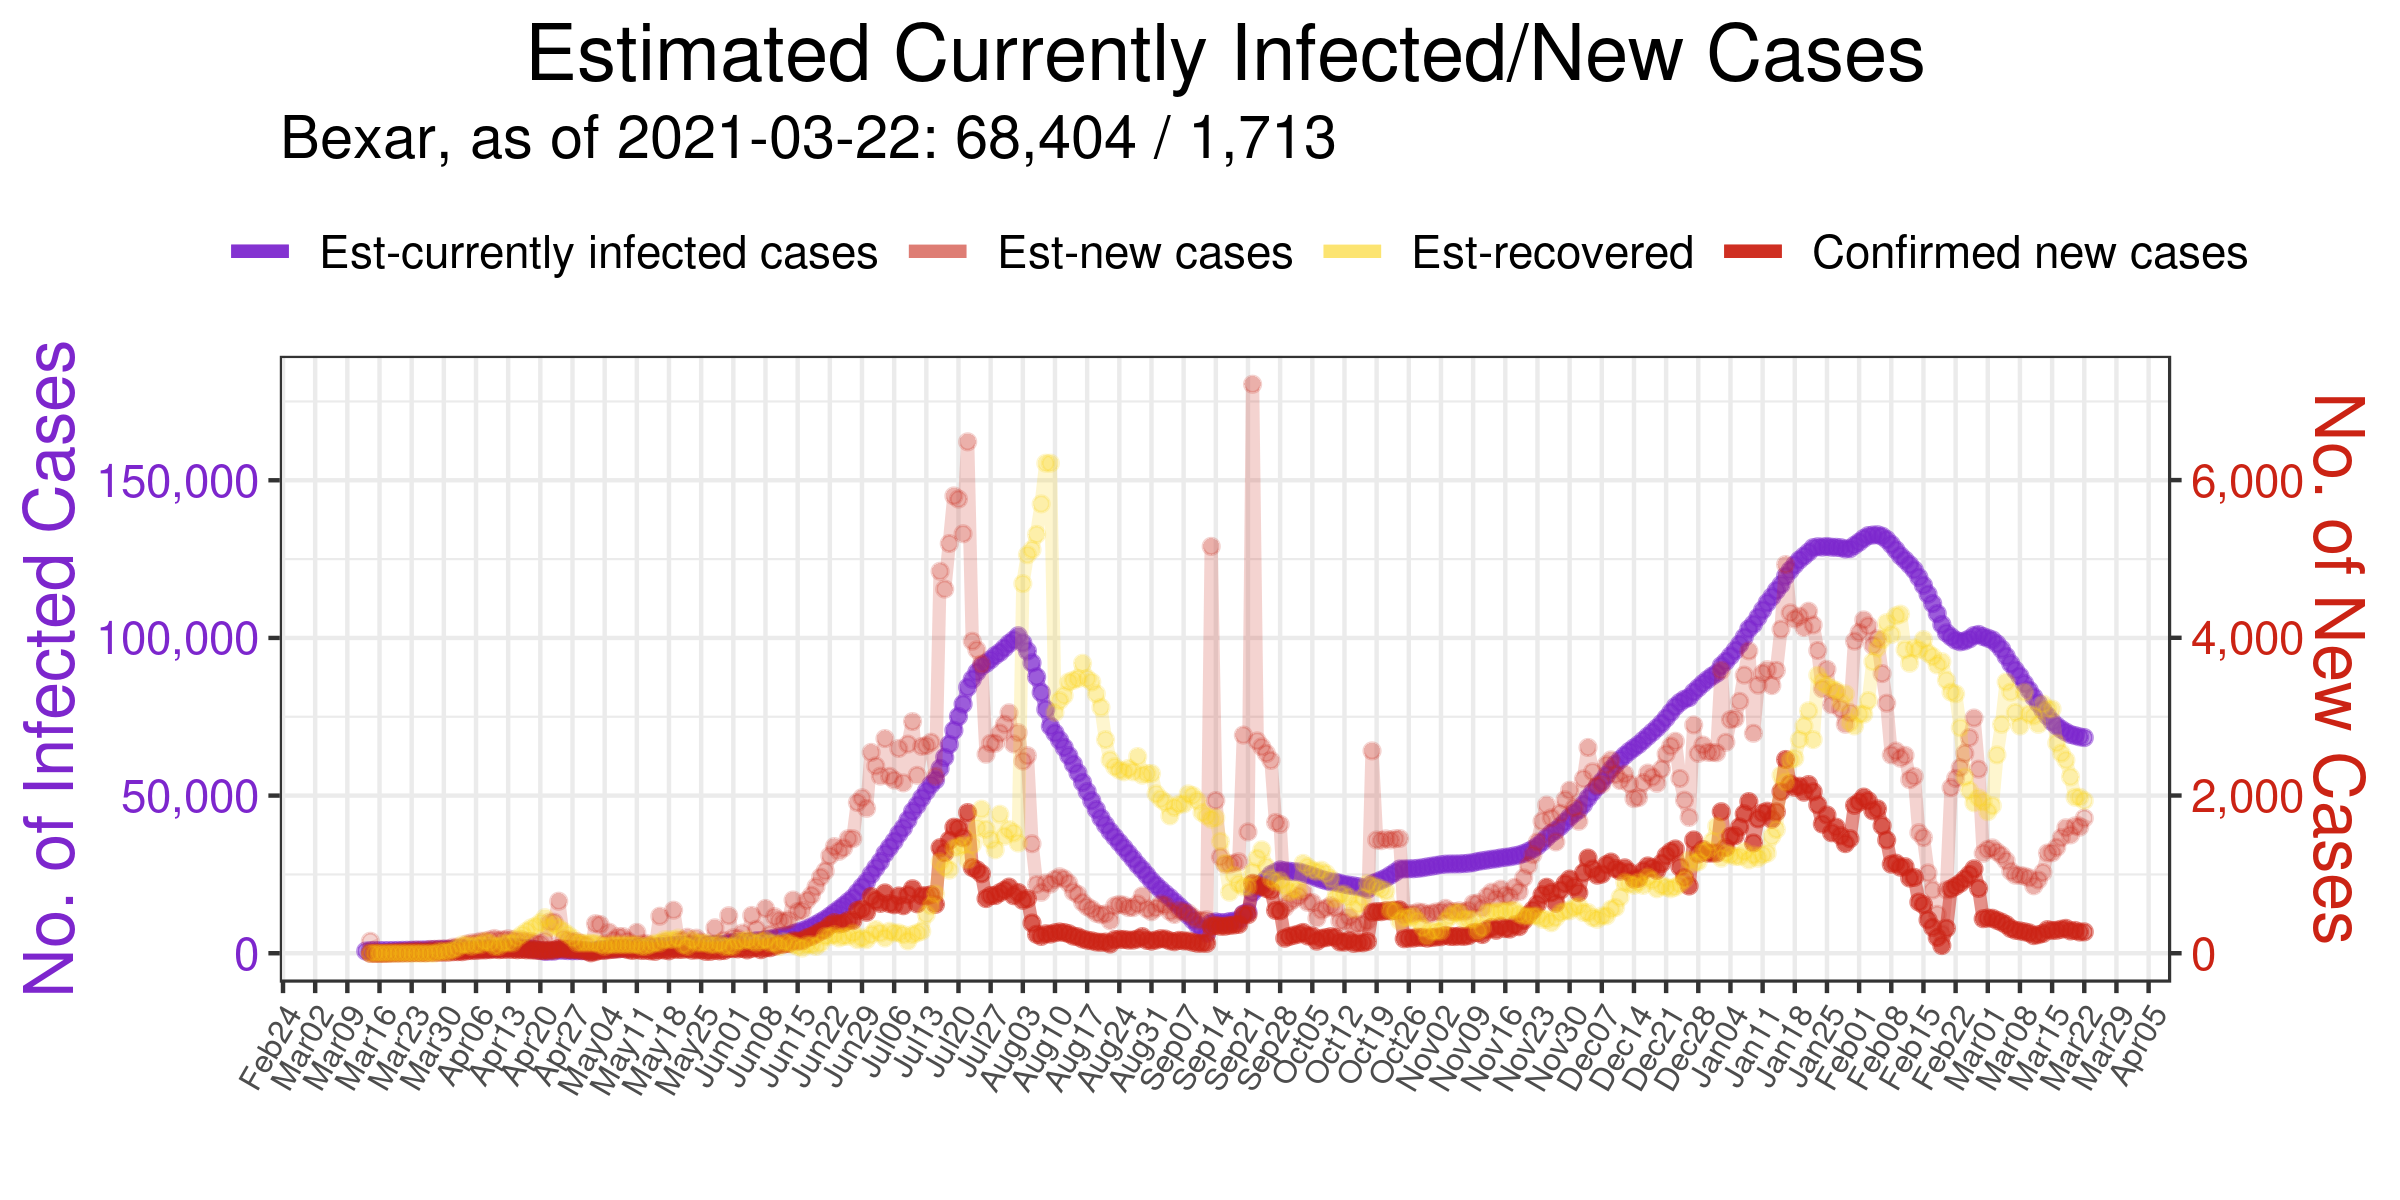 Estimated Currently Infected/New Cases
Bexar, as of 2021-03-22: 68,404 / 1,713
Est-currently infected cases Est-new cases Est-recovered Confirmed new cases
No. of Infected Cases
150,000
100,000
50,000
0
No. of New Cases
6,000
4,000
2,000
0
Feb24 Mar02 Mar09 Mar16 Mar23 Mar30 Apr06 Apr13 Apr20 Apr27 May04 May11 May18 May25 Jun01 Jun08 Jun15 Jun22 Jun29 Jul06 Jul13 Jul20 Jul27 Aug03 Aug10 Aug17 Aug24 Aug31 Sep07 Sep14 Sep21 Sep28 Oct05 Oct12 Oct19 Oct26 Nov02 Nov09 Nov16 Nov23 Nov30 Dec07 Dec14 Dec21 Dec28 Jan04 Jan11 Jan18 Jan25 Feb01 Feb08 Feb15 Feb22 Mar01 Mar08 Mar15 Mar22 Mar29 Apr05